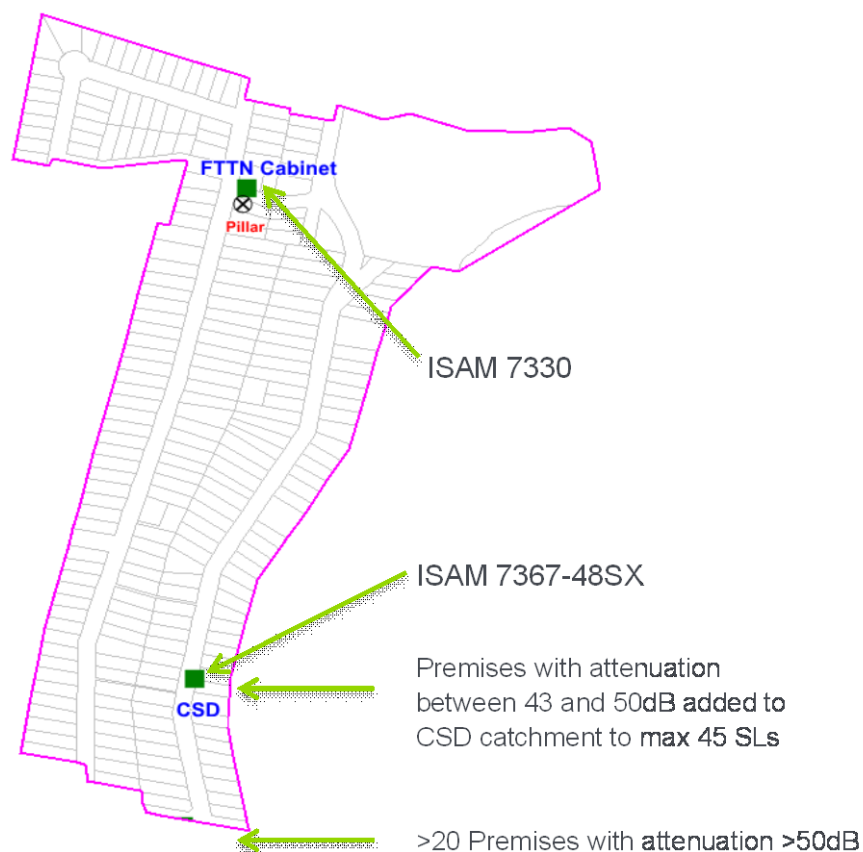 FTTN Cabinet
Pillar
ISAM 7330
ISAM 7367-48SX
Premises with attenuation
between 43 and 50dB added to
CSD catchment to max 45 SLs
CSD
>20 Premises with attenuation >50dB